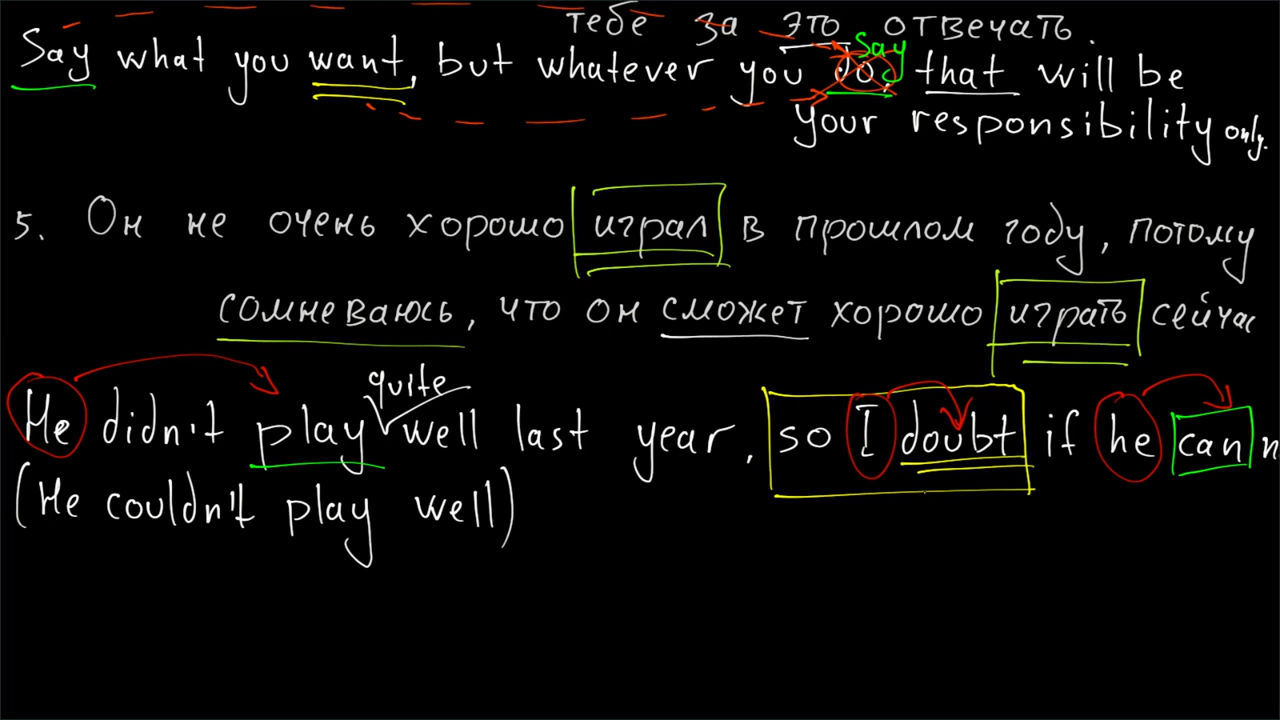 тебе за это отвечать.
Say what you want, but whatever you do, say that will be
your responsibility only.
5. Он не очень хорошо играл в прошлом году, потому
сомневаюсь, что он сможет хорошо играть сейчас
quite
He didn't play well last year, so I doubt if he can n
(He couldn't play well)